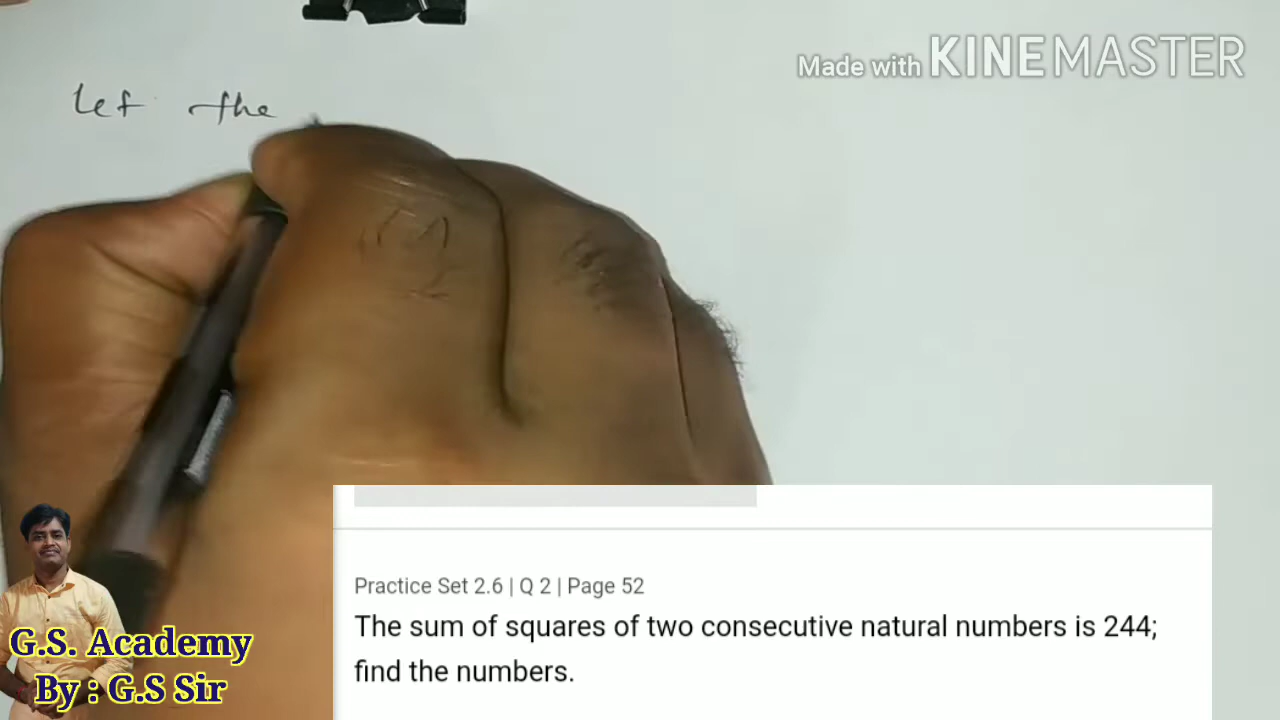 Made with KINEMASTER
Let the
Practice Set 2.6 | Q 2 | Page 52
The sum of squares of two consecutive natural numbers is 244;
find the numbers.
G.S. Academy
By : G.S Sir